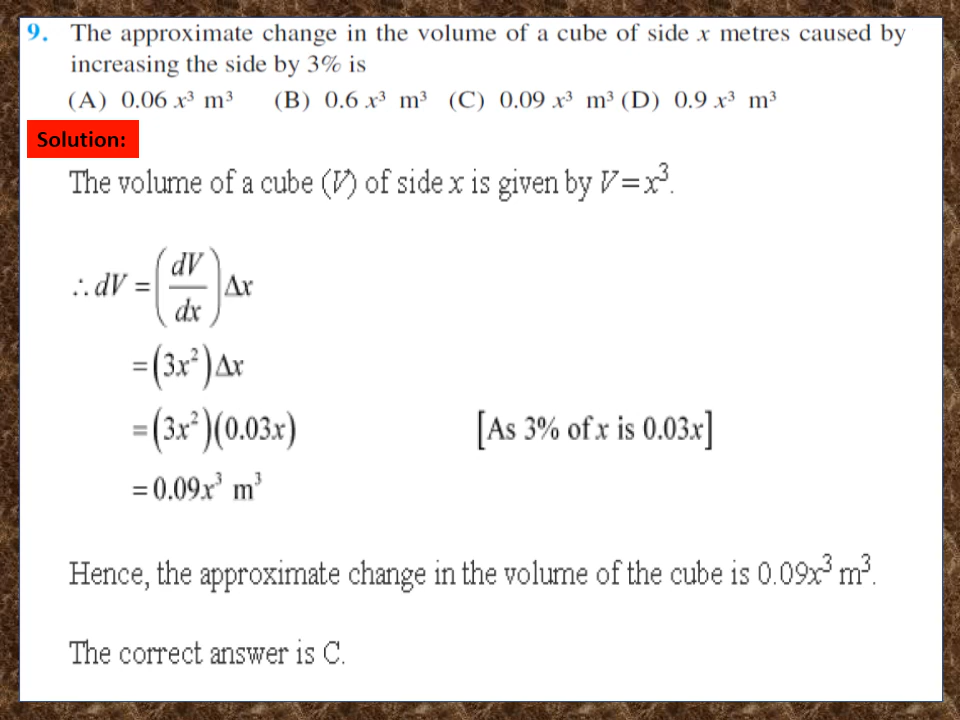 9. The approximate change in the volume of a cube of side x metres caused by
increasing the side by 3% is
(A) 0.06 x³ m³ (B) 0.6 x³ m³ (C) 0.09 x³ m³ (D) 0.9 x³ m³
Solution:
The volume of a cube (V) of side x is given by V = x³.
∴ dV = (dV/dx) Δx
= (3x²) Δx
= (3x²)(0.03x) [As 3% of x is 0.03x]
= 0.09x³ m³
Hence, the approximate change in the volume of the cube is 0.09x³ m³.
The correct answer is C.